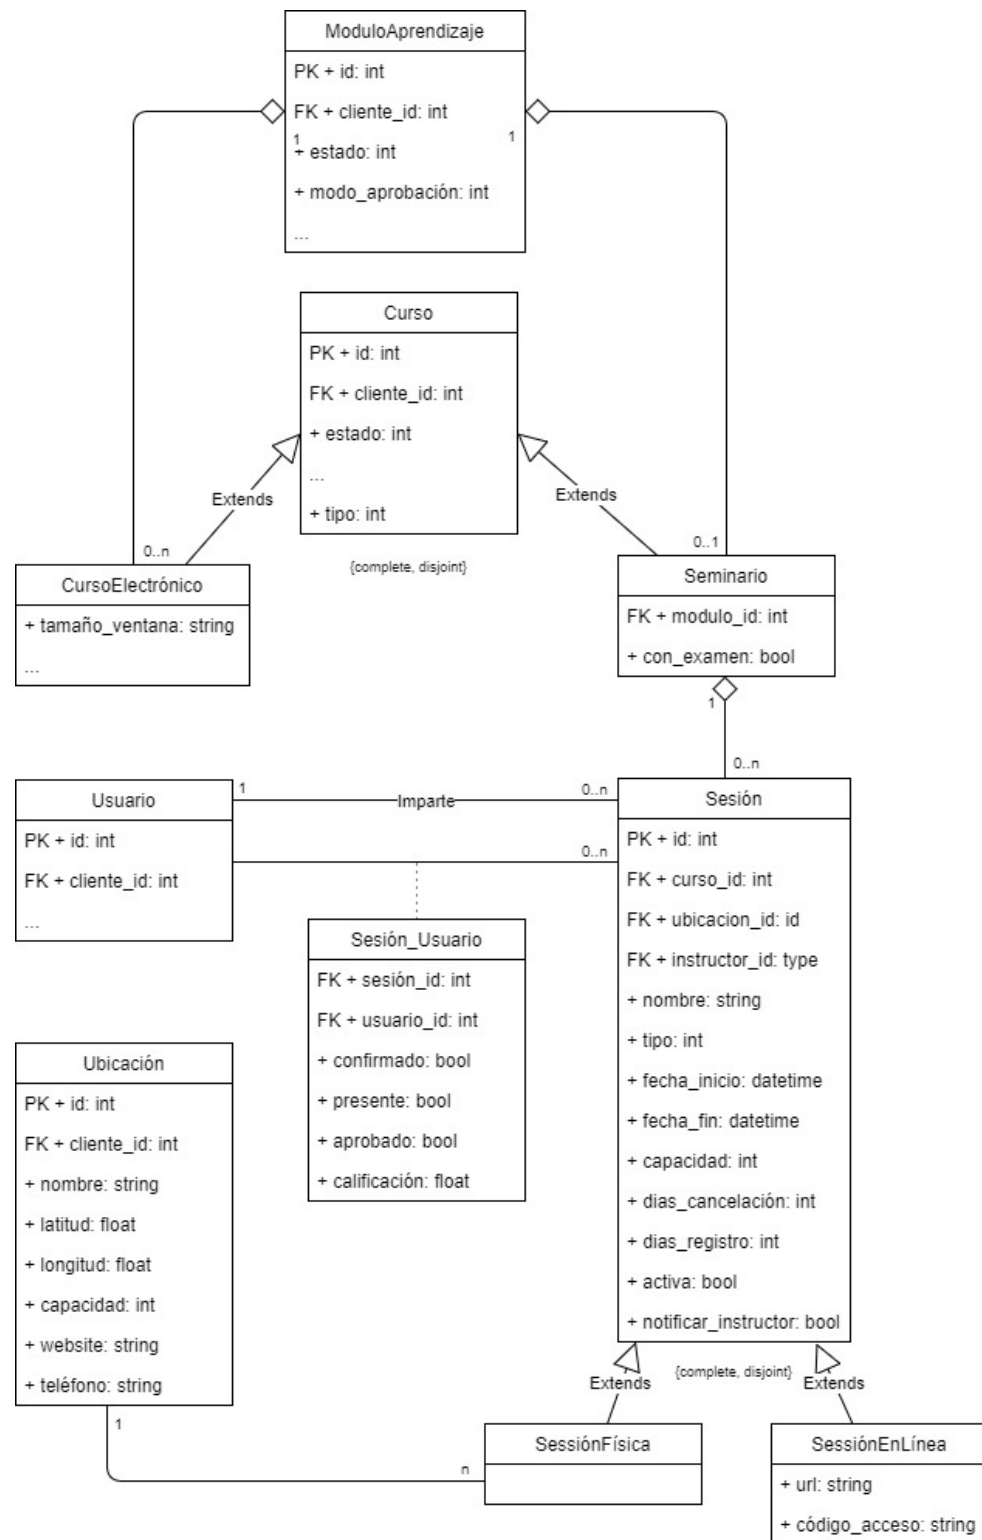 ModuloAprendizaje
PK + id: int
FK + cliente_id: int
1
1
+ estado: int
+ modo_aprobación: int
...
Curso
PK + id: int
FK + cliente_id: int
+ estado: int
...
+ tipo: int
Extends
Extends
{complete, disjoint}
0..n
0..1
CursoElectrónico
+ tamaño_ventana: string
...
Seminario
FK + modulo_id: int
+ con_examen: bool
1
0..n
Usuario
PK + id: int
FK + cliente_id: int
...
1
Imparte
0..n
0..n
Sesión
PK + id: int
FK + curso_id: int
FK + ubicacion_id: id
FK + instructor_id: type
+ nombre: string
+ tipo: int
+ fecha_inicio: datetime
+ fecha_fin: datetime
+ capacidad: int
+ dias_cancelación: int
+ dias_registro: int
+ activa: bool
+ notificar_instructor: bool
Sesión_Usuario
FK + sesión_id: int
FK + usuario_id: int
+ confirmado: bool
+ presente: bool
+ aprobado: bool
+ calificación: float
Ubicación
PK + id: int
FK + cliente_id: int
+ nombre: string
+ latitud: float
+ longitud: float
+ capacidad: int
+ website: string
+ teléfono: string
1
n
Extends
{complete, disjoint}
Extends
SessiónFísica
SessiónEnLínea
+ url: string
+ código_acceso: string